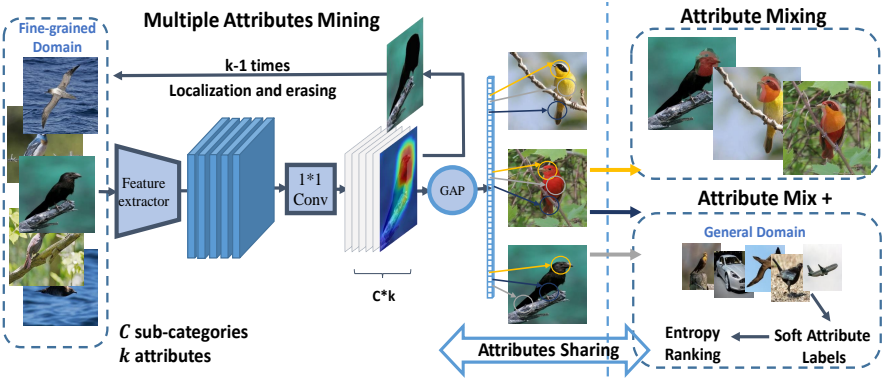 Multiple Attributes Mining
Attribute Mixing
Fine-grained
Domain
k-1 times
Localization and erasing
Feature
extractor
1*1
Conv
GAP
C*k
C sub-categories
k attributes
Attribute Mix +
General Domain
Attributes Sharing
Entropy
Ranking
Soft Attribute
Labels